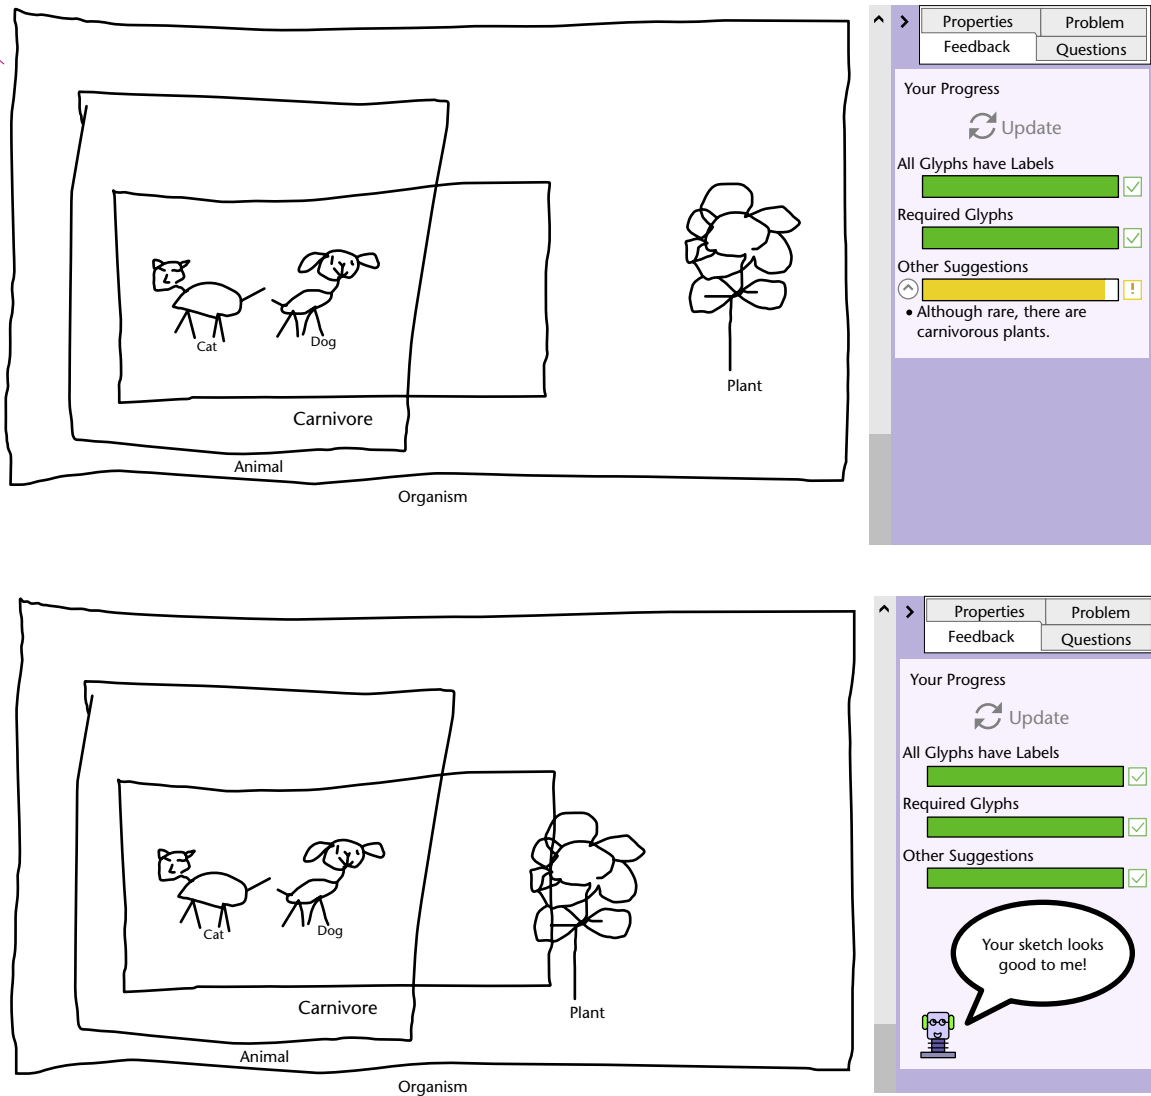 Properties
Problem
Feedback
Questions
Your Progress
Update
All Glyphs have Labels
Required Glyphs
Other Suggestions
!
• Although rare, there are
carnivorous plants.
Cat
Dog
Plant
Carnivore
Animal
Organism
Properties
Problem
Feedback
Questions
Your Progress
Update
All Glyphs have Labels
Required Glyphs
Other Suggestions
Your sketch looks
good to me!
Cat
Dog
Plant
Carnivore
Animal
Organism